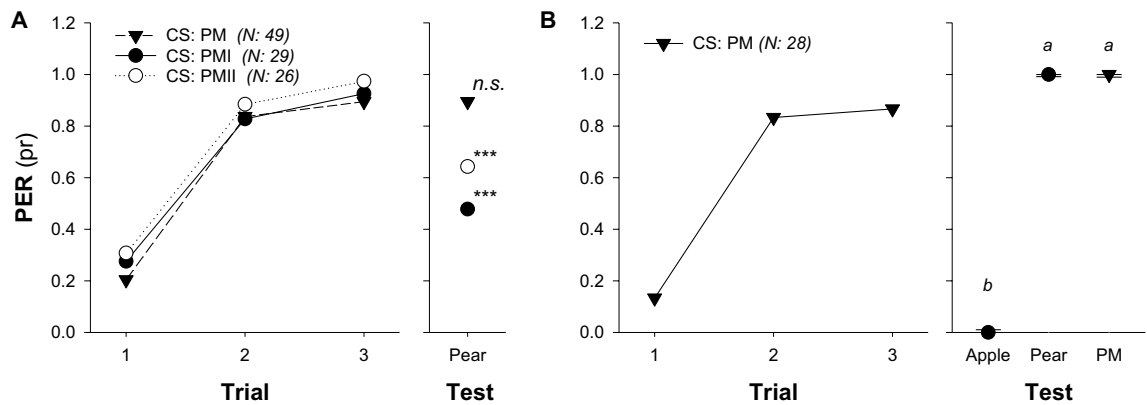 A
CS: PM (N: 49)
CS: PMI (N: 29)
CS: PMII (N: 26)
PER (pr)
1.2
1.0
0.8
0.6
0.4
0.2
0.0
1 2 3
Trial
n.s.
***
***
Pear
Test
B
CS: PM (N: 28)
1.2
1.0
0.8
0.6
0.4
0.2
0.0
1 2 3
Trial
a a
b
Apple Pear PM
Test